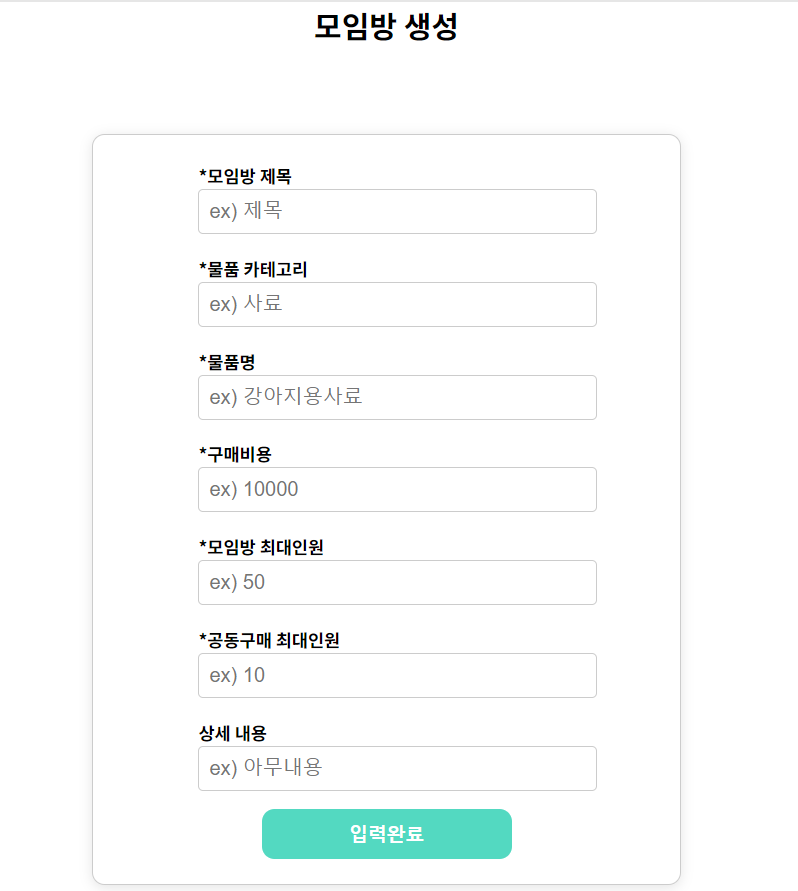 모임방 생성
*모임방 제목
ex) 제목
*물품 카테고리
ex) 사료
*물품명
ex) 강아지용사료
*구매비용
ex) 10000
*모임방 최대인원
ex) 50
*공동구매 최대인원
ex) 10
상세 내용
ex) 아무내용
입력완료